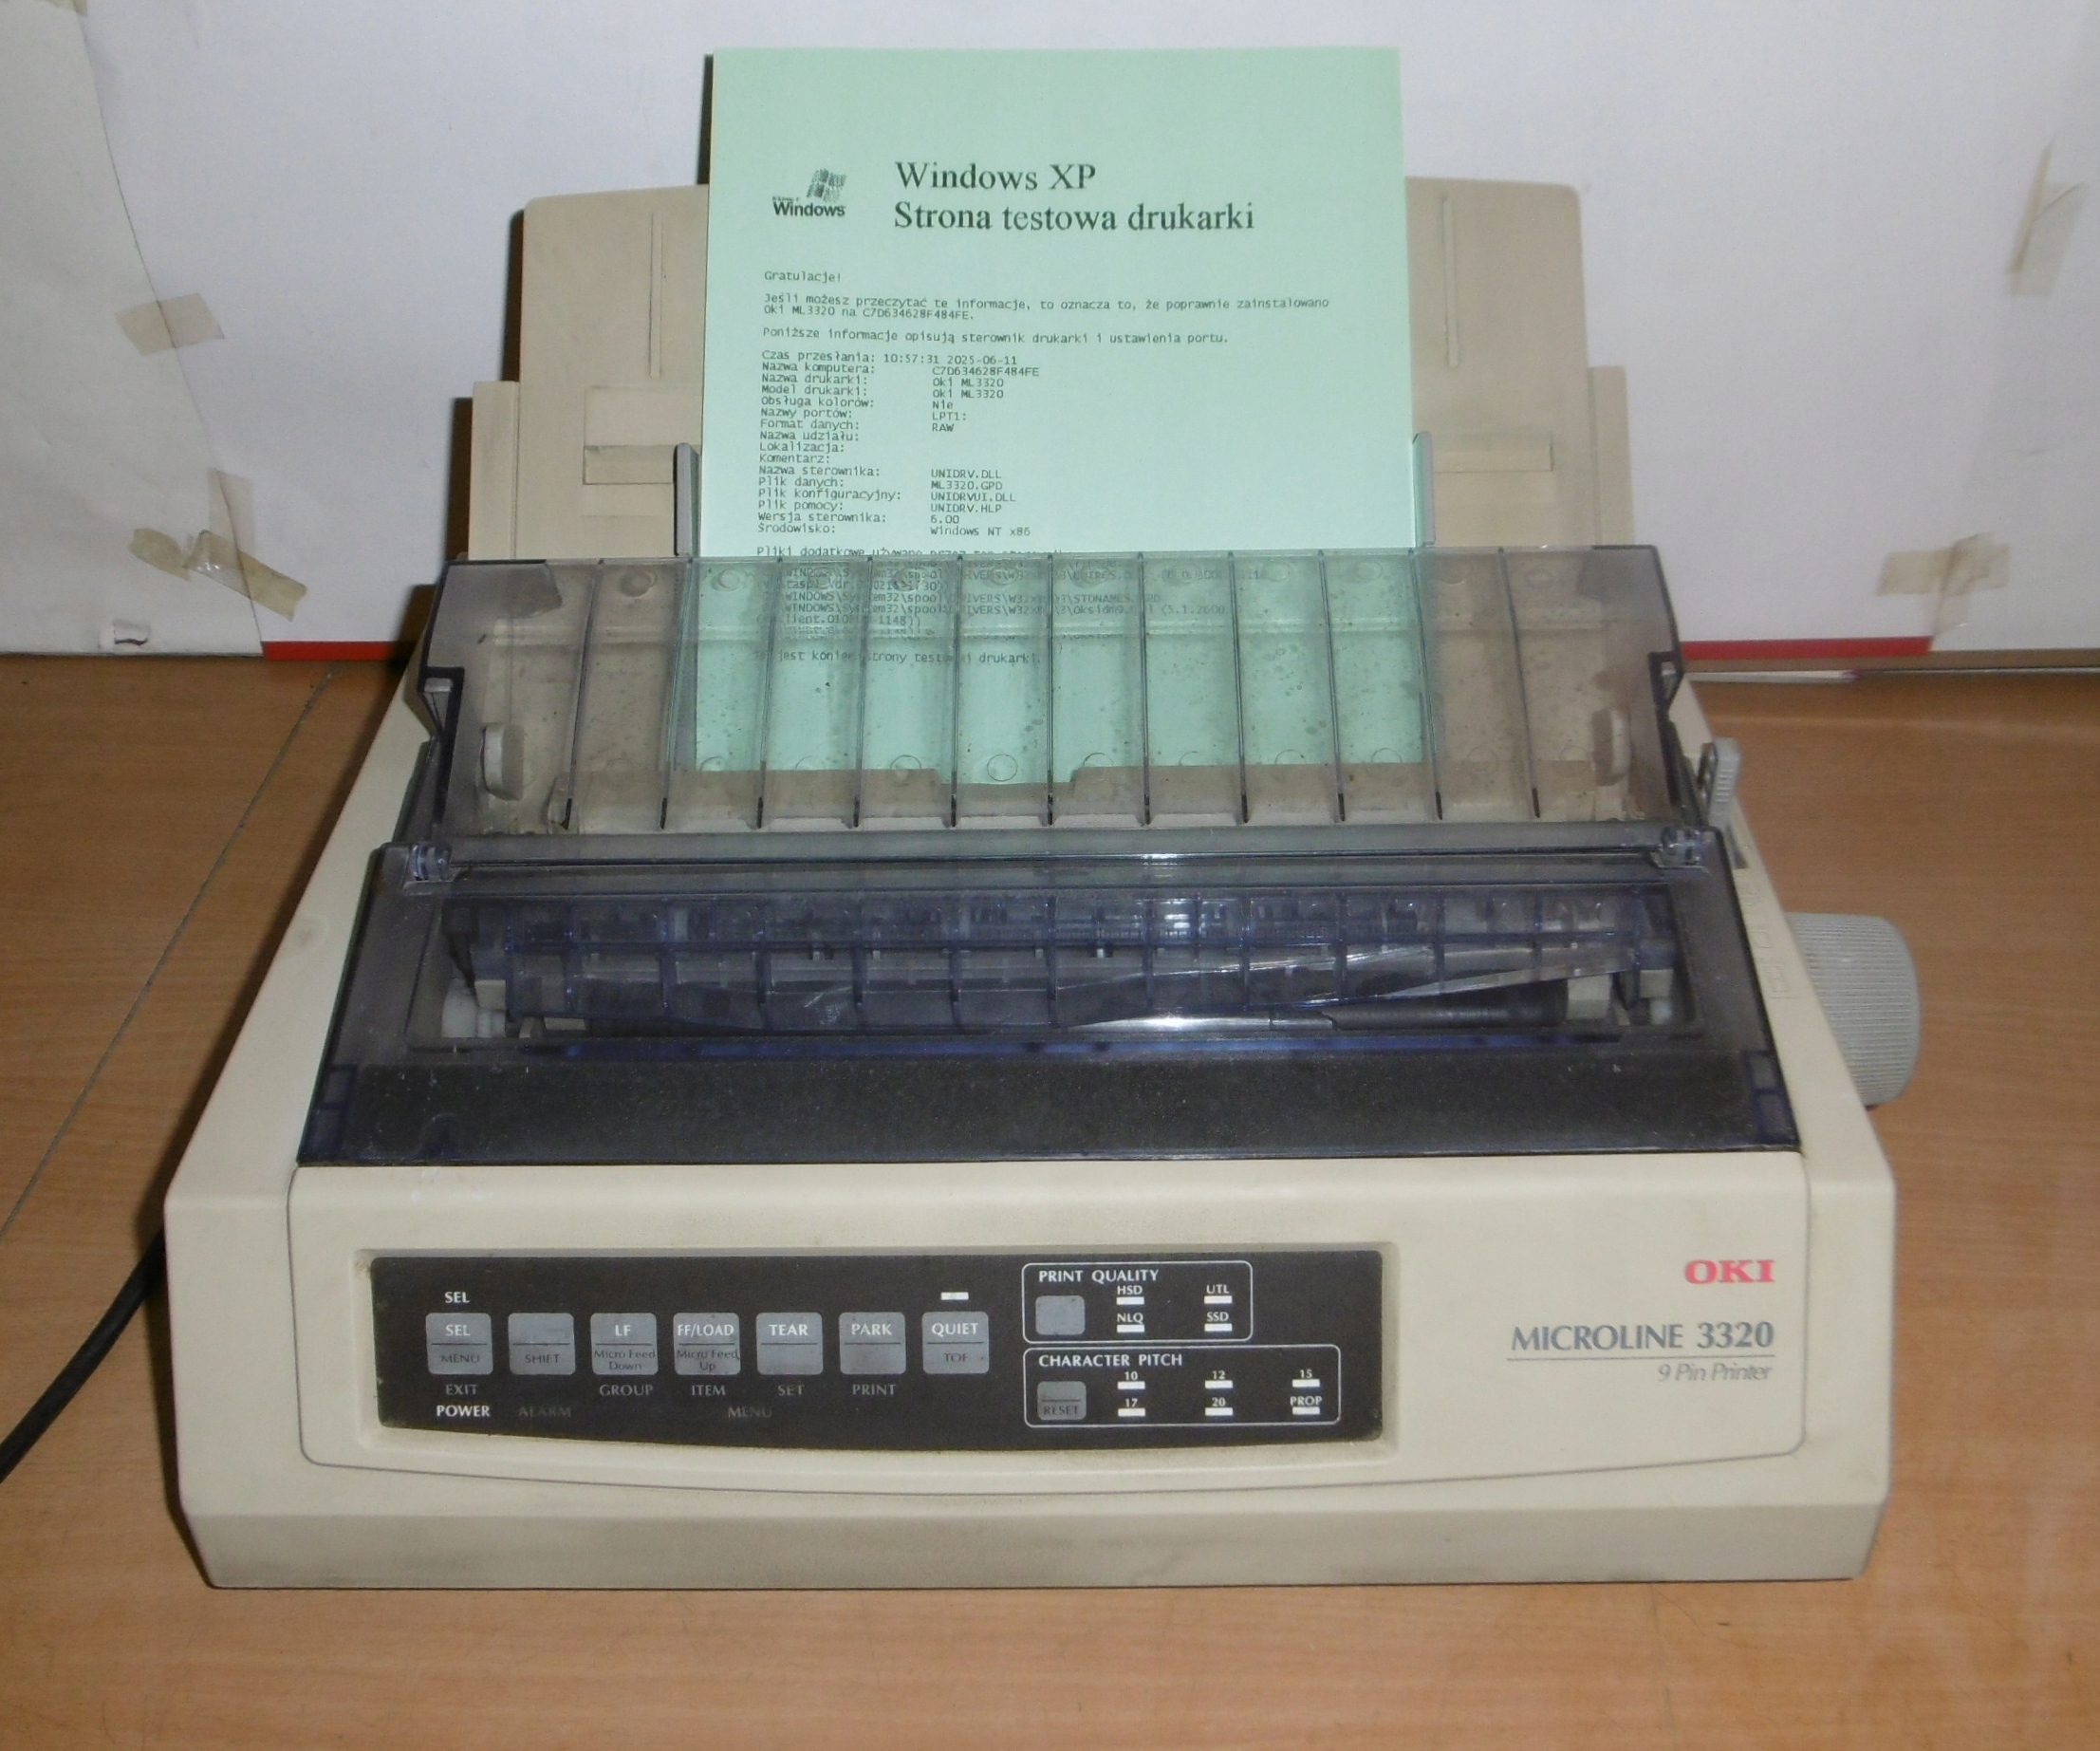 Windows
Windows XP
Strona testowa drukarki
Gratulacje!
Jeśli możesz przeczytać te informacje, to oznacza to, że poprawnie zainstalowano
Oki ML3320 na C7D634628F484FE.
Poniższe informacje opisują sterownik drukarki i ustawienia portu.
Czas przesłania: 10:57:31 2025-06-11
Nazwa komputera: C7D634628F484FE
Nazwa drukarki: Oki ML3320
Model drukarki: Oki ML3320
Obsługa kolorów: Nie
Nazwy portów: LPT1:
Format danych: RAW
Nazwa udziału:
Lokalizacja:
Komentarz:
Nazwa sterownika: UNIDRV.DLL
Plik danych: ML3320.GPD
Plik konfiguracyjny: UNIDRVUI.DLL
Plik pomocy: UNIDRV.HLP
Wersja sterownika: 6.00
Środowisko: Windows NT x86
Pliki dodatkowe używane przez ten
jest koniec strony testowej drukarki.
OKI
MICROLINE 3320
9 Pin Printer
SEL
SEL
MENU
EXIT
POWER
SHIFT
ALARM
LF
Micro Feed
Down
GROUP
FF/LOAD
Micro Feed
Up
ITEM
TEAR
SET
PARK
PRINT
MENU
QUIET
TOF
PRINT QUALITY
HSD UTL
NLQ SSD
CHARACTER PITCH
10 12 15
17 20 PROP
RESET